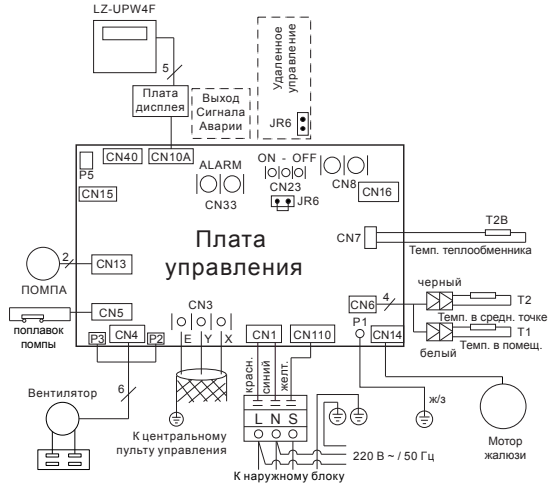 LZ-UPW4F
5
Плата
дисплея
Выход
Сигнала
Аварии
Удаленное
управление
JR6
P5
CN40
CN10A
ALARM
CN33
ON - OFF
CN23
JR6
CN8
CN16
CN15
Плата
управления
CN7
T2B
Темп. теплообменника
2
CN13
ПОМПА
CN5
поплавок
помпы
CN6
4
черный
T2
Темп. в средн. точке
T1
Темп. в помещ.
белый
P1
CN14
P3
CN4
P2
CN3
E
Y
X
CN1
CN110
6
Вентилятор
красн.
синий
желт.
L N S
ж/з
К центральному
пульту управления
220 В ~ / 50 Гц
К наружному блоку
Мотор
жалюзи